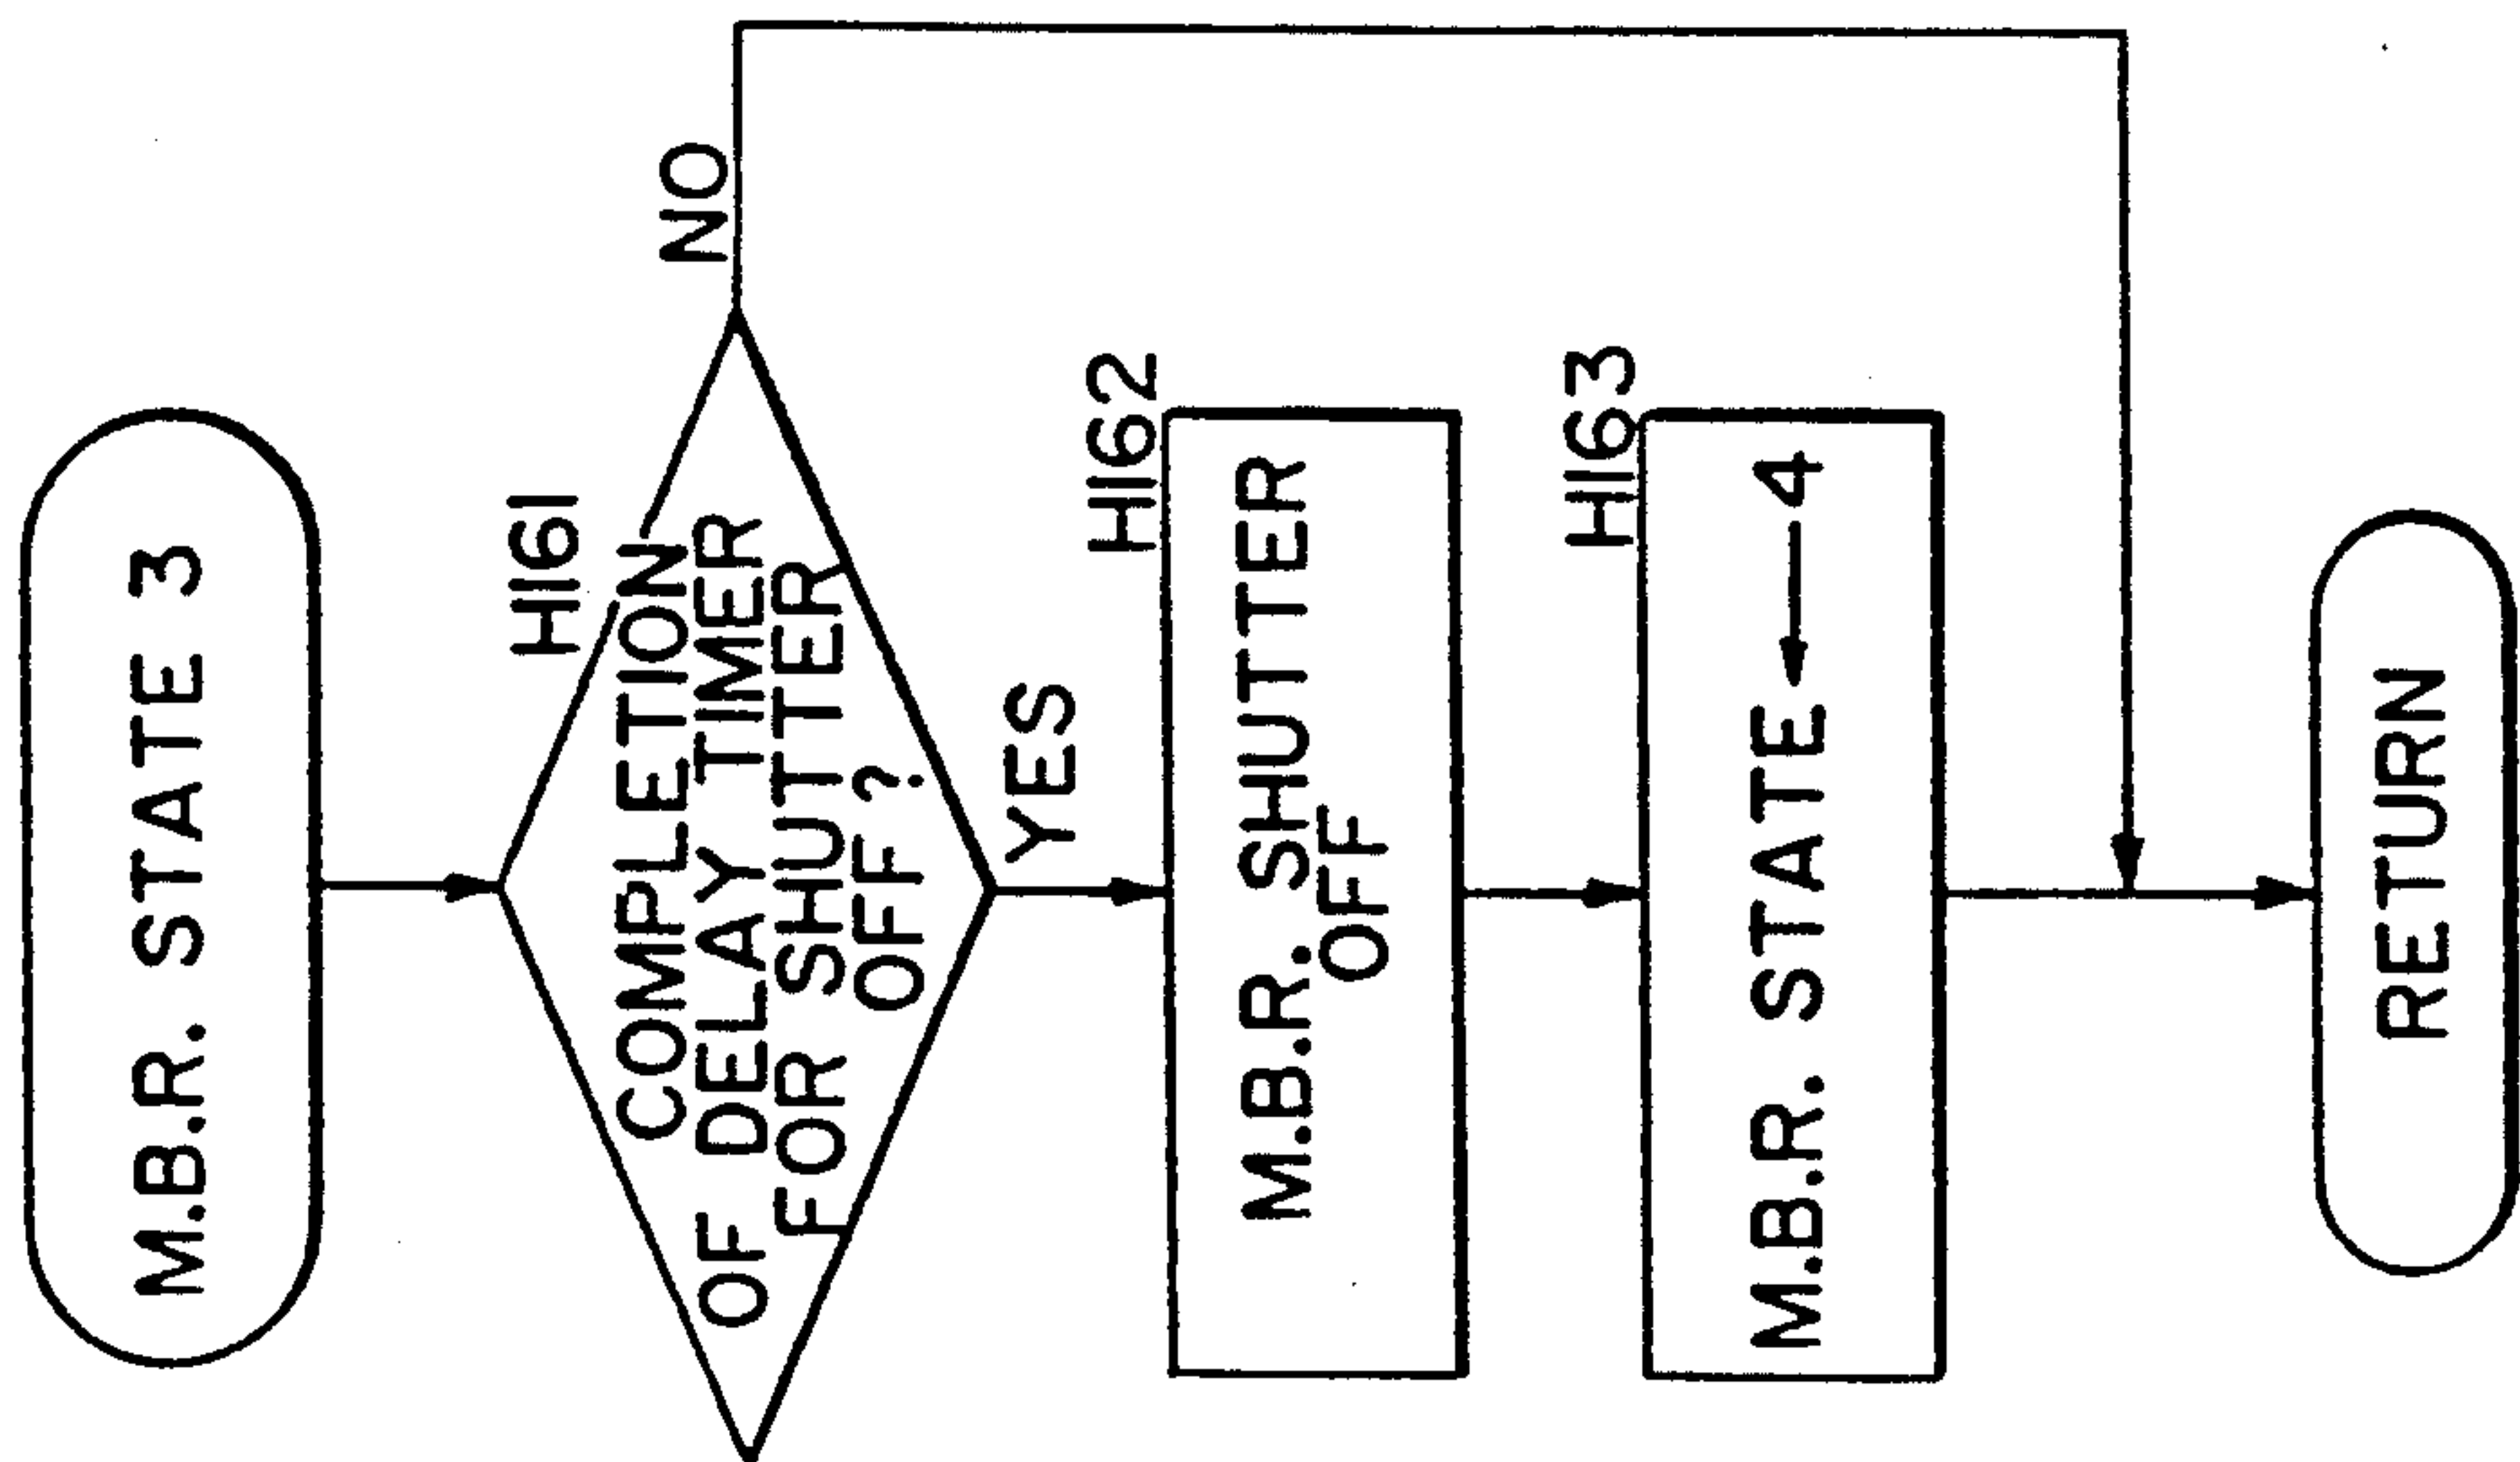 M.B.R. STATE 3
H161
COMPLETION
OF DELAY TIMER
FOR SHUTTER
OFF ?
NO
YES
H162
M.B.R. SHUTTER
OFF
H163
M.B.R. STATE ← 4
RETURN